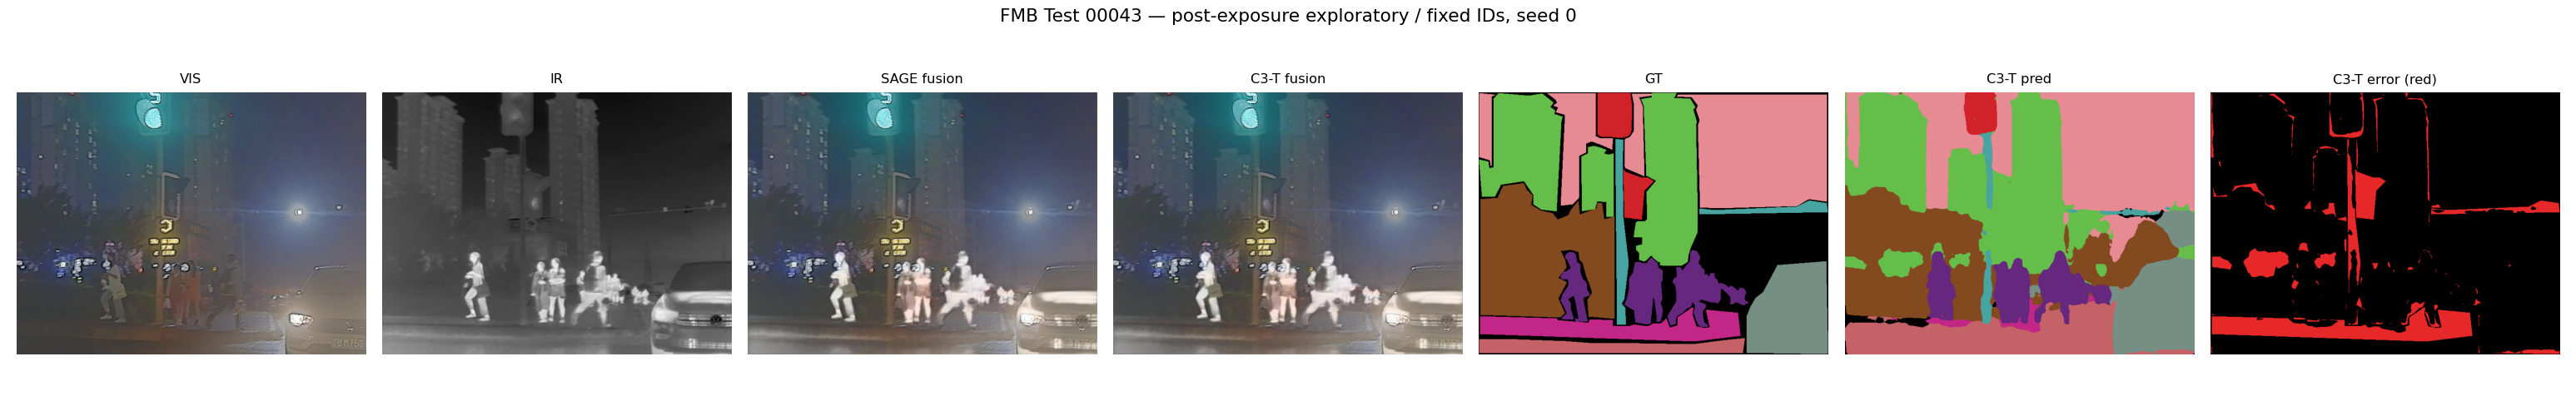 FMB Test 00043 — post-exposure exploratory / fixed IDs, seed 0
VIS
IR
SAGE fusion
C3-T fusion
GT
C3-T pred
C3-T error (red)